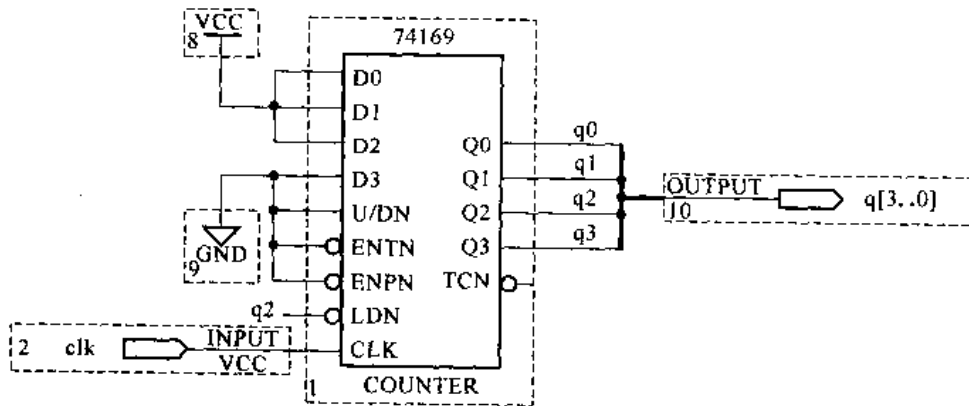 VCC
8
74169
D0
D1
D2
D3
U/DN
ENTN
ENPN
LDN
CLK
Q0
Q1
Q2
Q3
TCN
q0
q1
q2
q3
OUTPUT
10
q[3..0]
GND
9
q2
2 clk
INPUT
VCC
1
COUNTER